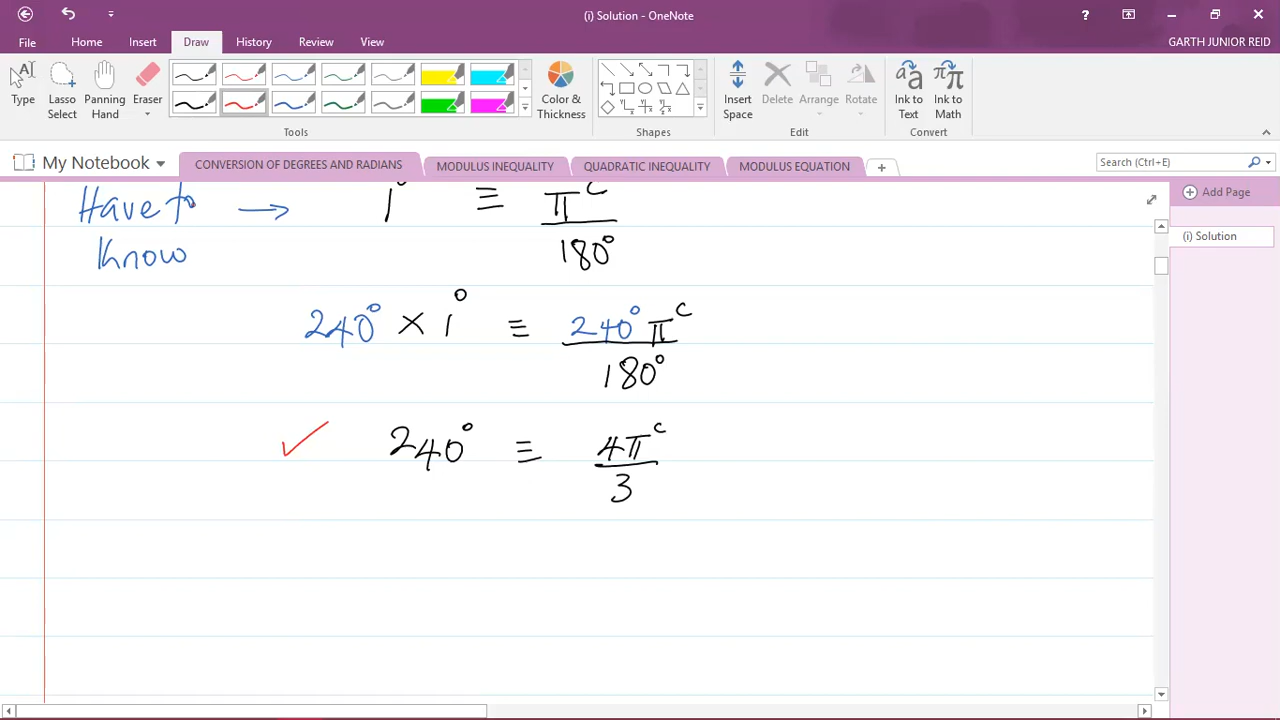 (i) Solution - OneNote
?
File Home Insert Draw History Review View
GARTH JUNIOR REID
Type
Lasso Select
Panning Hand
Eraser
Color & Thickness
Insert Space
Delete
Arrange
Rotate
Ink to Text
Ink to Math
Tools Shapes Edit Convert
My Notebook
CONVERSION OF DEGREES AND RADIANS
MODULUS INEQUALITY
QUADRATIC INEQUALITY
MODULUS EQUATION
Search (Ctrl+E)
Add Page
(i) Solution
Have to → 1° ≡ π^c / 180°
Know
240° × 1° ≡ 240° π^c / 180°
✓ 240° ≡ 4π^c / 3